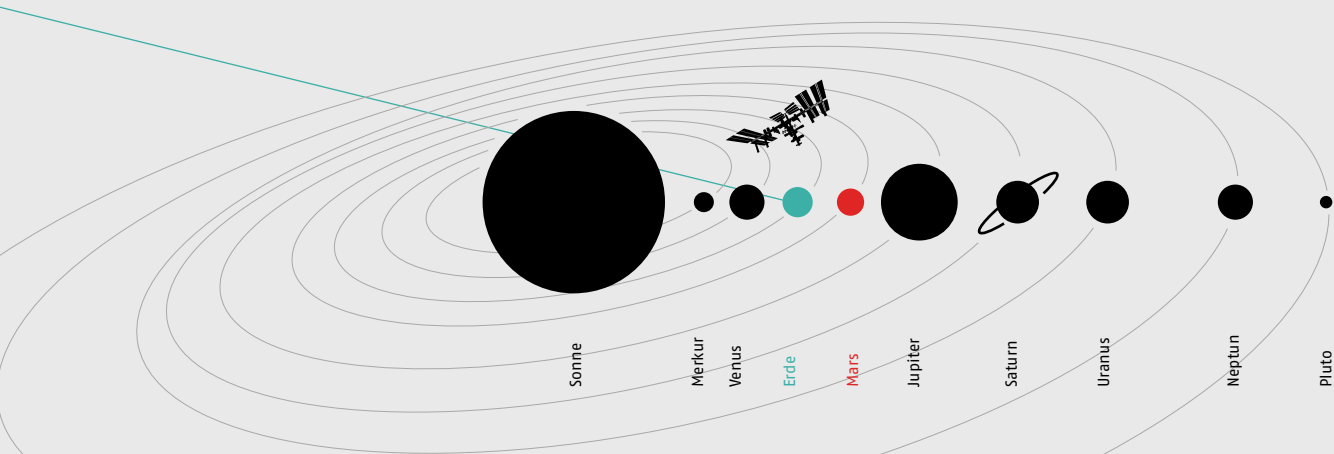 Sonne
Merkur
Venus
Erde
Mars
Jupiter
Saturn
Uranus
Neptun
Pluto